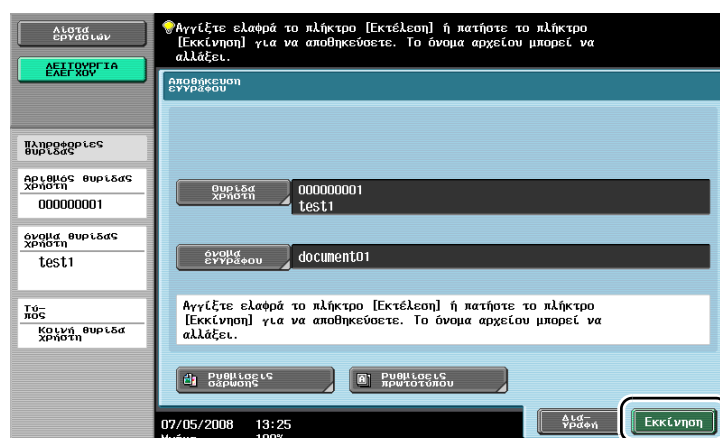 Λίστα
εργασιών
ΛΕΙΤΟΥΡΓΙΑ
ΕΛΕΓΧΟΥ
Πληροφορίες
θυρίδας
Αριθμός θυρίδας
χρήστη
000000001
όνομα θυρίδας
χρήστη
test1
Τύ-
πος
Κοινή θυρίδα
χρήστη
Αγγίξτε ελαφρά το πλήκτρο [Εκτέλεση] ή πατήστε το πλήκτρο
[Εκκίνηση] για να αποθηκεύσετε. Το όνομα αρχείου μπορεί να
αλλάξει.
Αποθήκευση
εγγράφου
θυρίδα
χρήστη
000000001
test1
όνομα
εγγράφου
document01
Αγγίξτε ελαφρά το πλήκτρο [Εκτέλεση] ή πατήστε το πλήκτρο
[Εκκίνηση] για να αποθηκεύσετε. Το όνομα αρχείου μπορεί να
αλλάξει.
Ρυθμίσεις
σάρωσης
Ρυθμίσεις
πρωτοτύπου
07/05/2008 13:25
Μνήμη 100%
Δια-
γραφή
Εκκίνηση